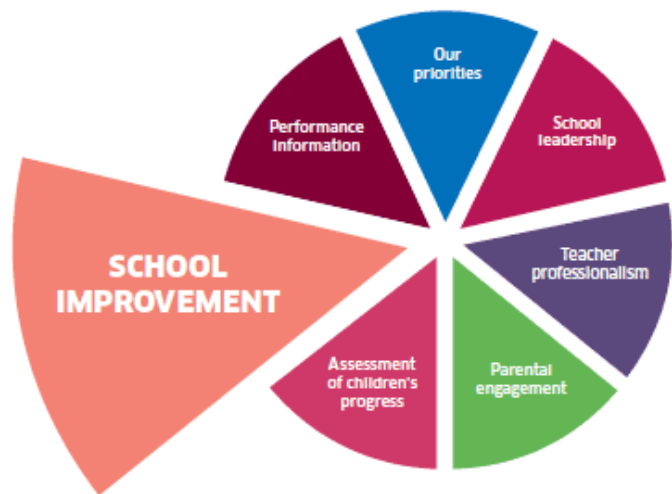 Our
priorities
School
leadership
Teacher
professionalism
Parental
engagement
Assessment
of children's
progress
SCHOOL
IMPROVEMENT
Performance
information